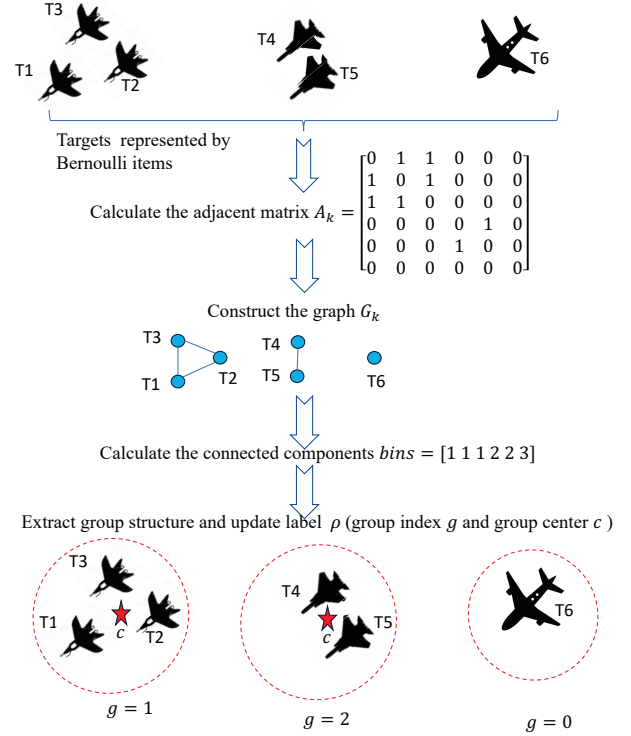 T3
T1
T2
T4
T5
T6
Targets represented by
Bernoulli items
Calculate the adjacent matrix A_k =
0 1 1 0 0 0
1 0 1 0 0 0
1 1 0 0 0 0
0 0 0 0 1 0
0 0 0 1 0 0
0 0 0 0 0 0
Construct the graph G_k
T3
T1
T2
T4
T5
T6
Calculate the connected components bins = [1 1 1 2 2 3]
Extract group structure and update label ρ (group index g and group center c )
T3
T1
T2
c
T4
T5
c
T6
g = 1
g = 2
g = 0